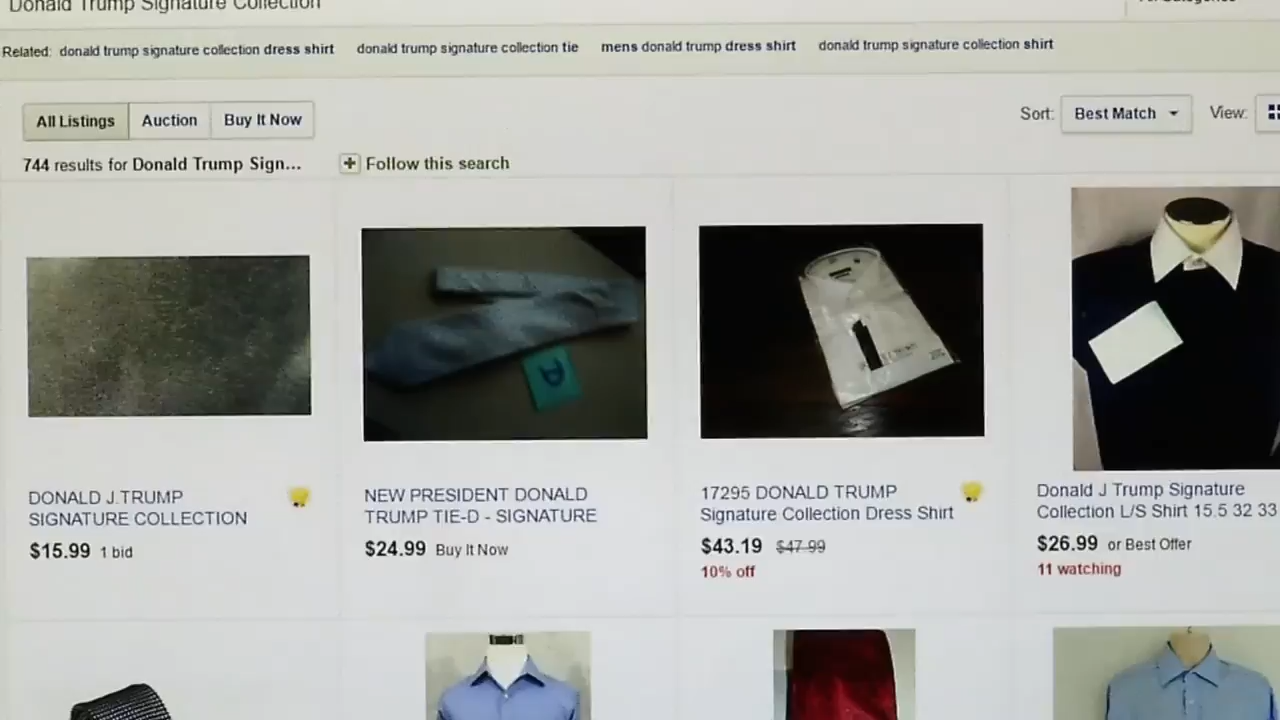 Donald Trump Signature Collection
Related: donald trump signature collection dress shirt donald trump signature collection tie mens donald trump dress shirt donald trump signature collection shirt
All Listings Auction Buy It Now Sort: Best Match View:
744 results for Donald Trump Sign... Follow this search
DONALD J.TRUMP
SIGNATURE COLLECTION
$15.99 1 bid
NEW PRESIDENT DONALD
TRUMP TIE-D - SIGNATURE
$24.99 Buy It Now
17295 DONALD TRUMP
Signature Collection Dress Shirt
$43.19 $47.99
10% off
Donald J Trump Signature
Collection L/S Shirt 15.5 32 33
$26.99 or Best Offer
11 watching